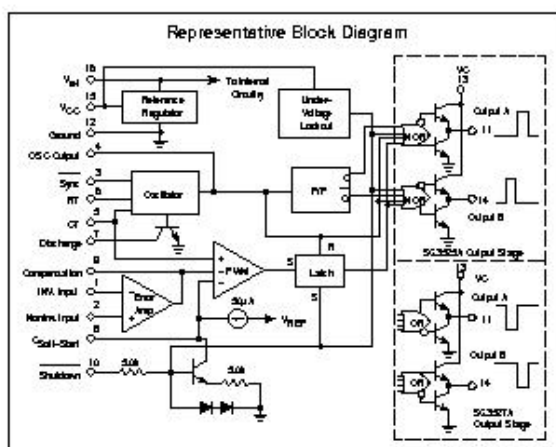 Representative Block Diagram
16
VREF
To Internal
Circuitry
15
VCC
Reference
Regulator
Under-
Voltage
Lockout
12
Ground
4
OSC Output
3
Sync
6
RT
5
CT
7
Discharge
Oscillator
F/F
NOR
NOR
VC
13
Output A
11
14
Output B
SG3525A Output Stage
9
Compensation
1
INV. Input
2
Noninv. Input
8
CSoft-Start
Error
Amp
PWM
S
R
Latch
S
50µA
VREF
10
Shutdown
5.0k
5.0k
13
VC
OR
Output A
11
Output B
OR
14
SG3527A
Output Stage